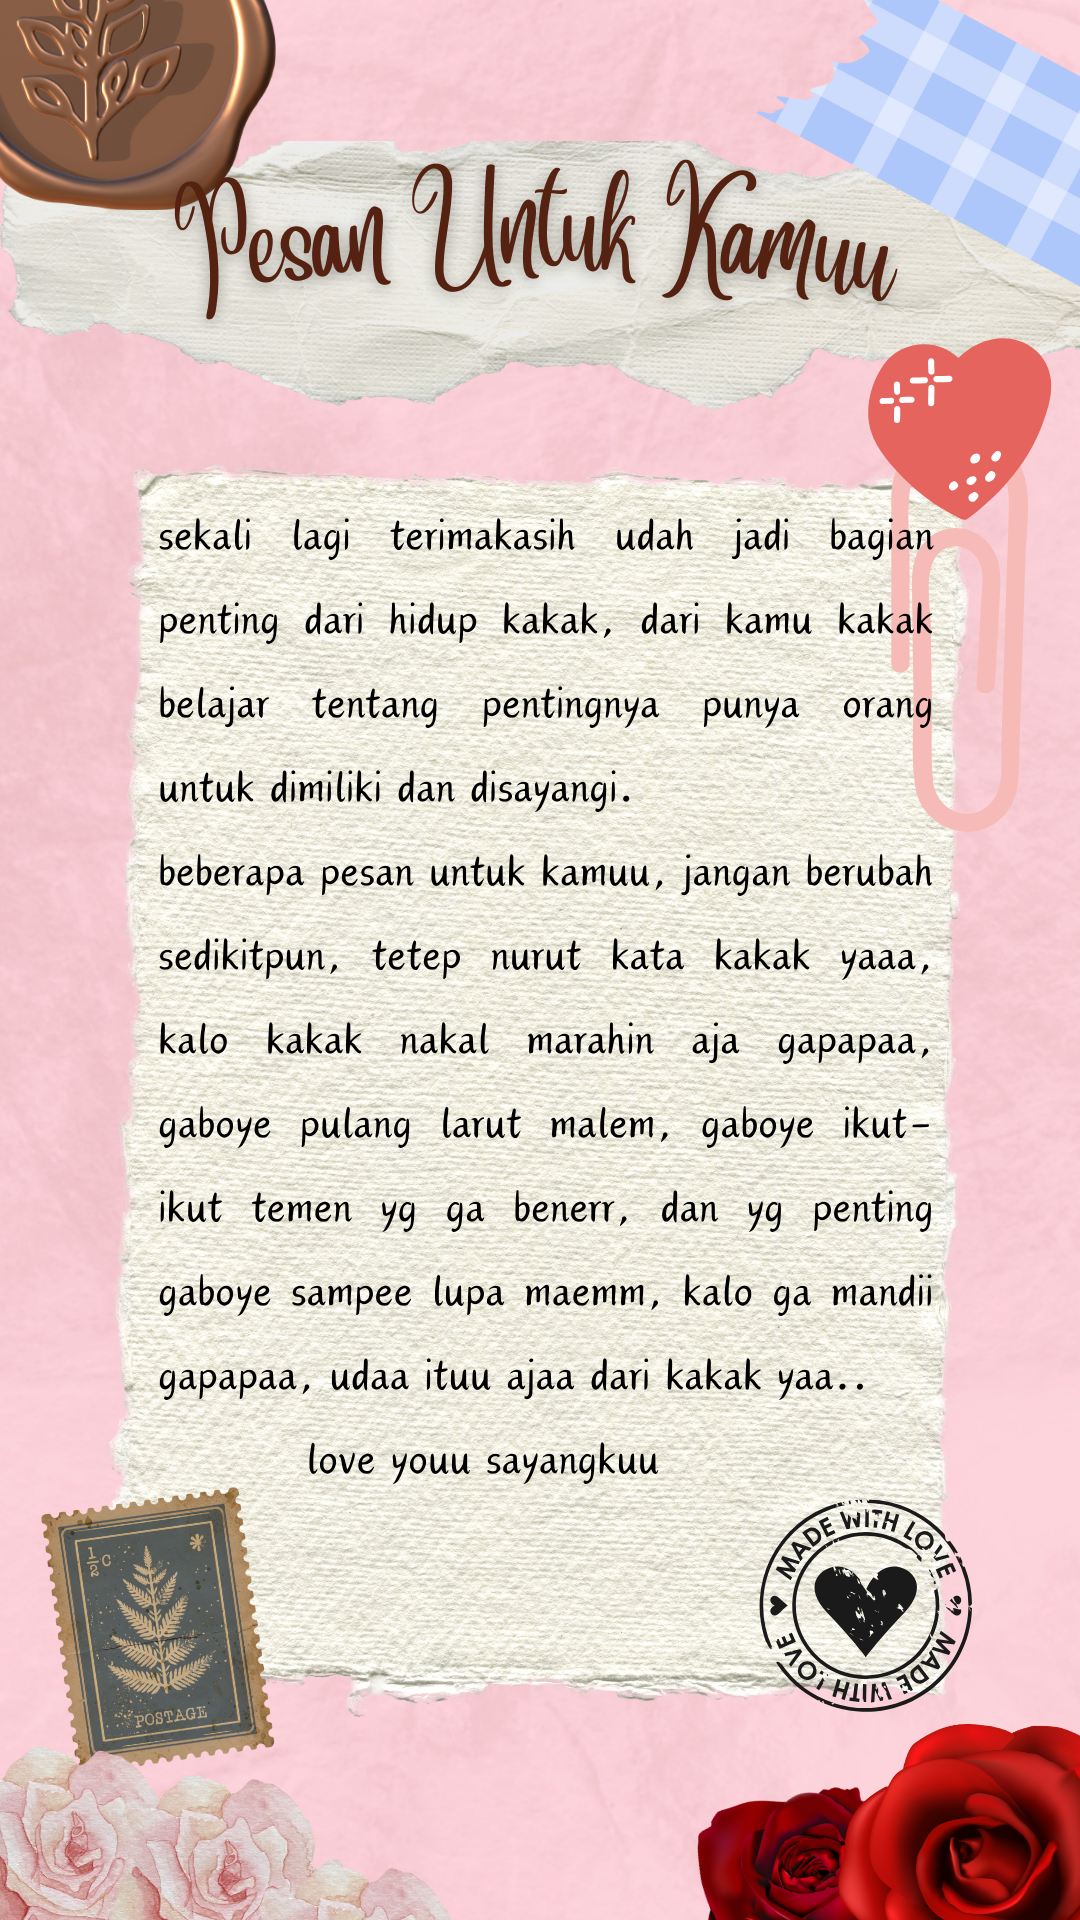 Pesan Untuk Kamuu
sekali lagi terimakasih udah jadi bagian
penting dari hidup kakak, dari kamu kakak
belajar tentang pentingnya punya orang
untuk dimiliki dan disayangi.
beberapa pesan untuk kamuu, jangan berubah
sedikitpun, tetep nurut kata kakak yaaa,
kalo kakak nakal marahin aja gapapaa,
gaboye pulang larut malem, gaboye ikut-
ikut temen yg ga benerr, dan yg penting
gaboye sampee lupa maemm, kalo ga mandii
gapapaa, udaa ituu ajaa dari kakak yaa..
love youu sayangkuu
1/2 C
POSTAGE
MADE WITH LOVE
MADE WITH LOVE